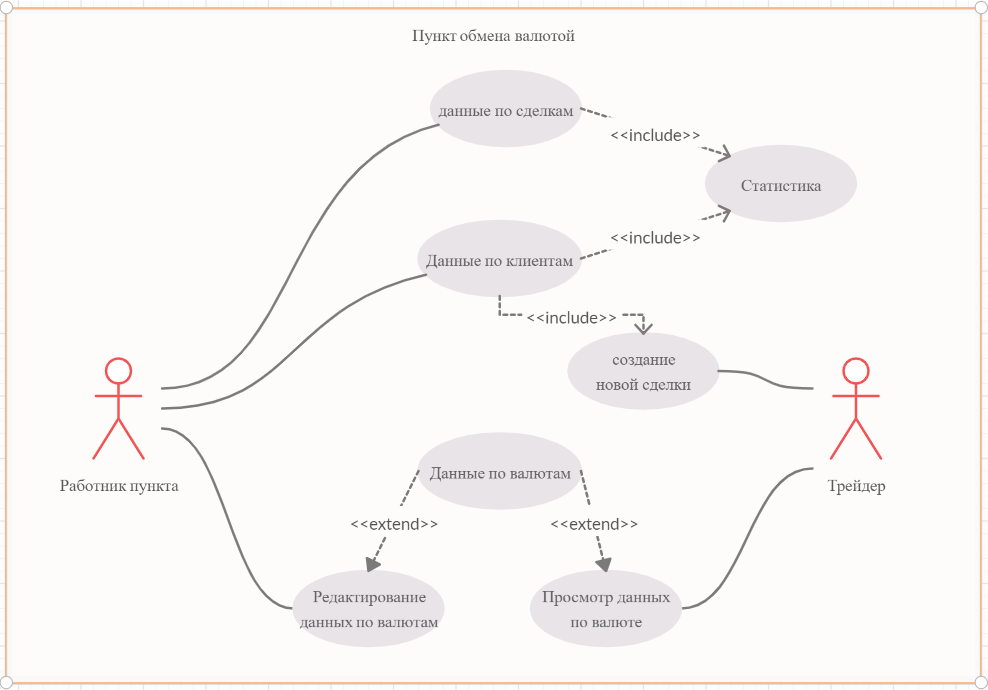 Пункт обмена валютой
данные по сделкам
<<include>>
Статистика
<<include>>
Данные по клиентам
<<include>>
создание
новой сделки
Работник пункта
Трейдер
Данные по валютам
<<extend>>
<<extend>>
Редактирование
данных по валютам
Просмотр данных
по валюте